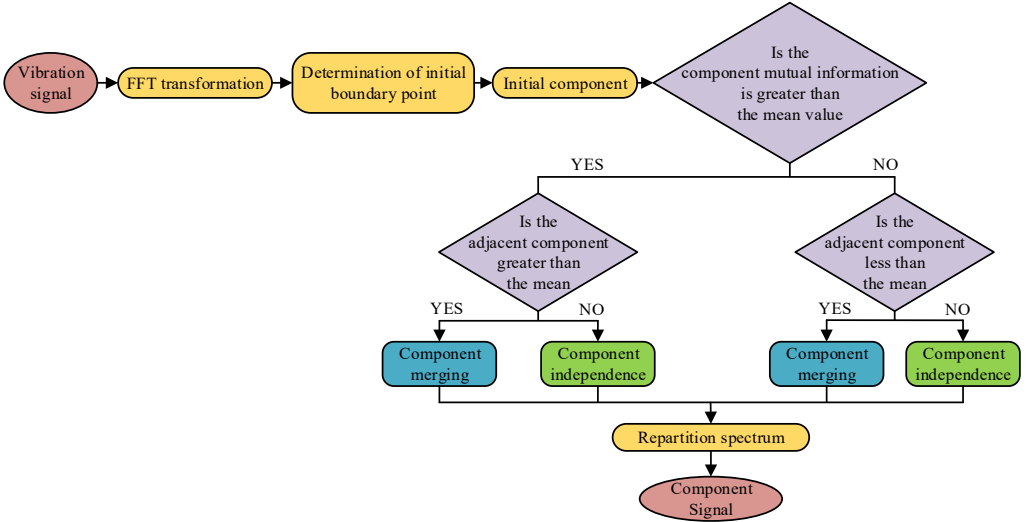 Vibration
signal
FFT transformation
Determination of initial
boundary point
Initial component
Is the
component mutual information
is greater than
the mean value
YES
NO
Is the
adjacent component
greater than
the mean
Is the
adjacent component
less than
the mean
YES
NO
YES
NO
Component
merging
Component
independence
Component
merging
Component
independence
Repartition spectrum
Component
Signal